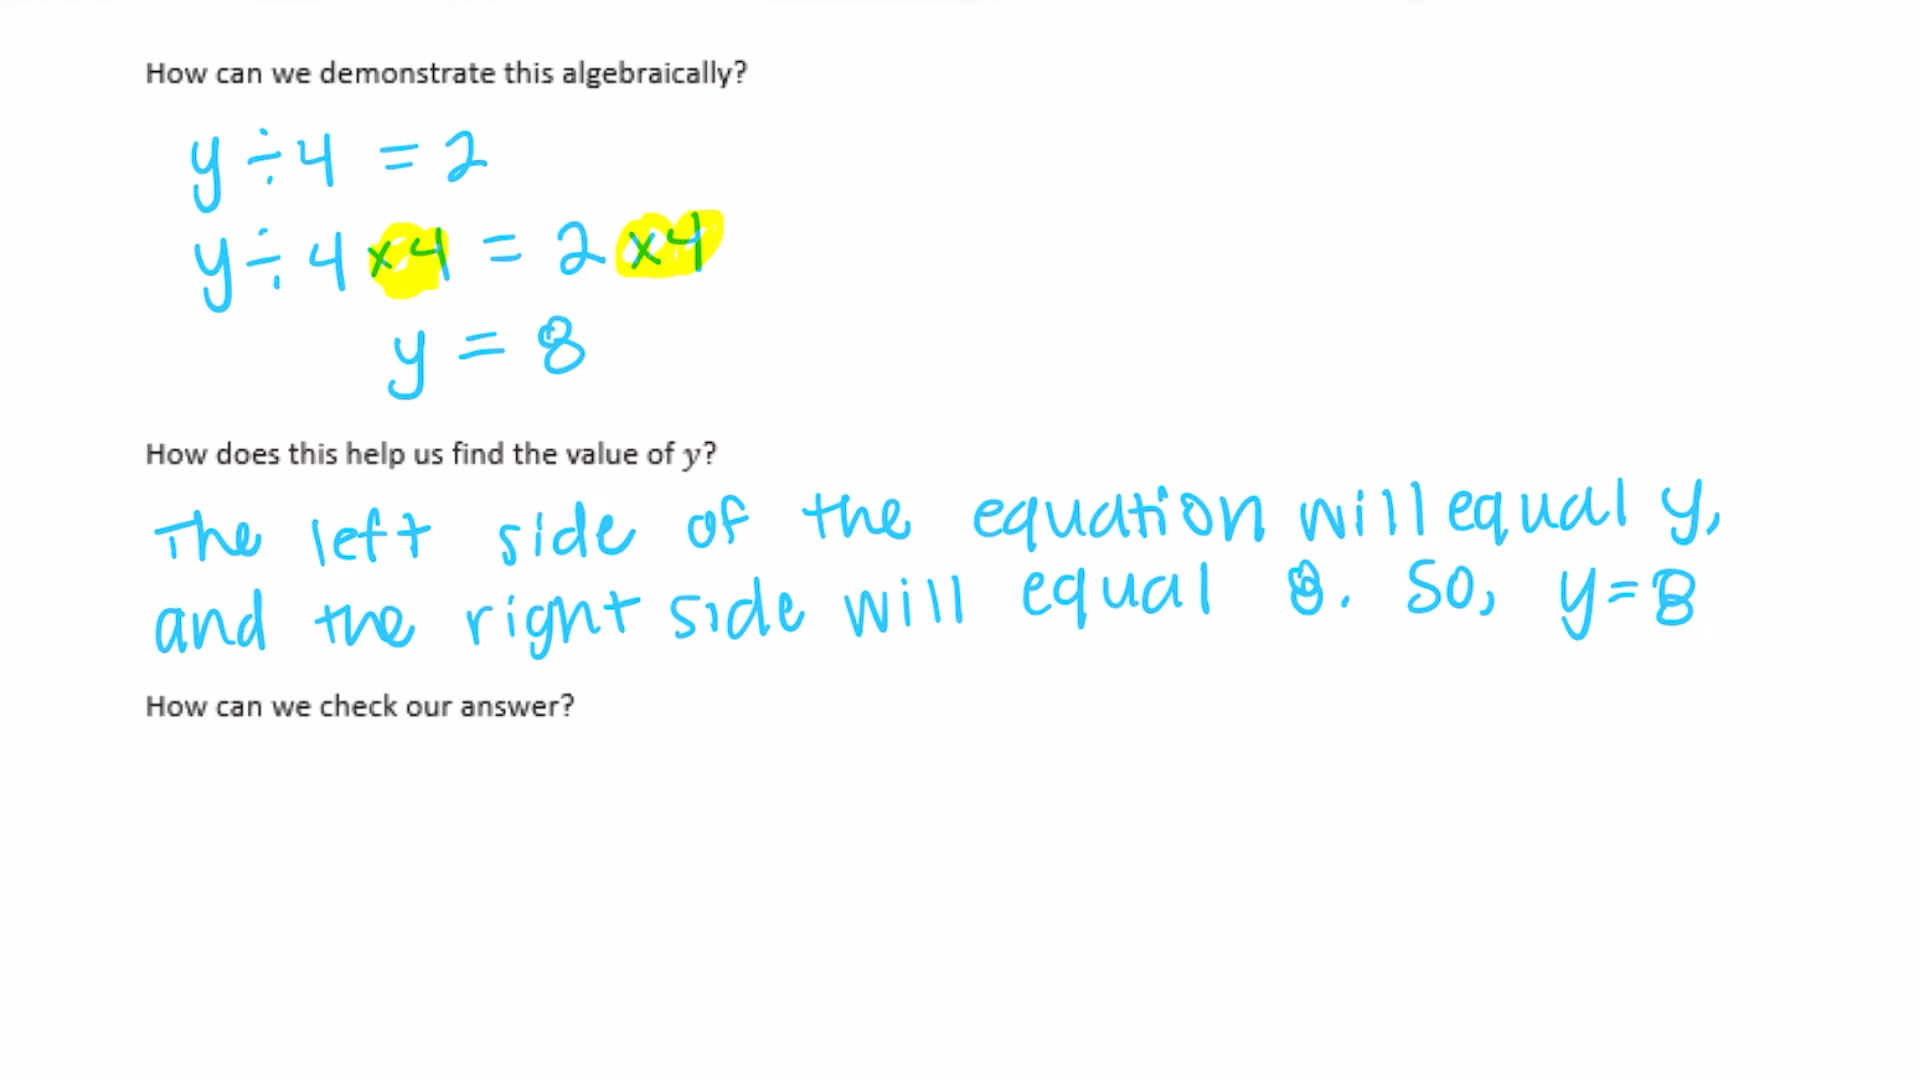 How can we demonstrate this algebraically?
y ÷ 4 = 2
y ÷ 4 x 4 = 2 x 4
y = 8
How does this help us find the value of y?
The left side of the equation will equal y,
and the right side will equal 8. So, y = 8
How can we check our answer?